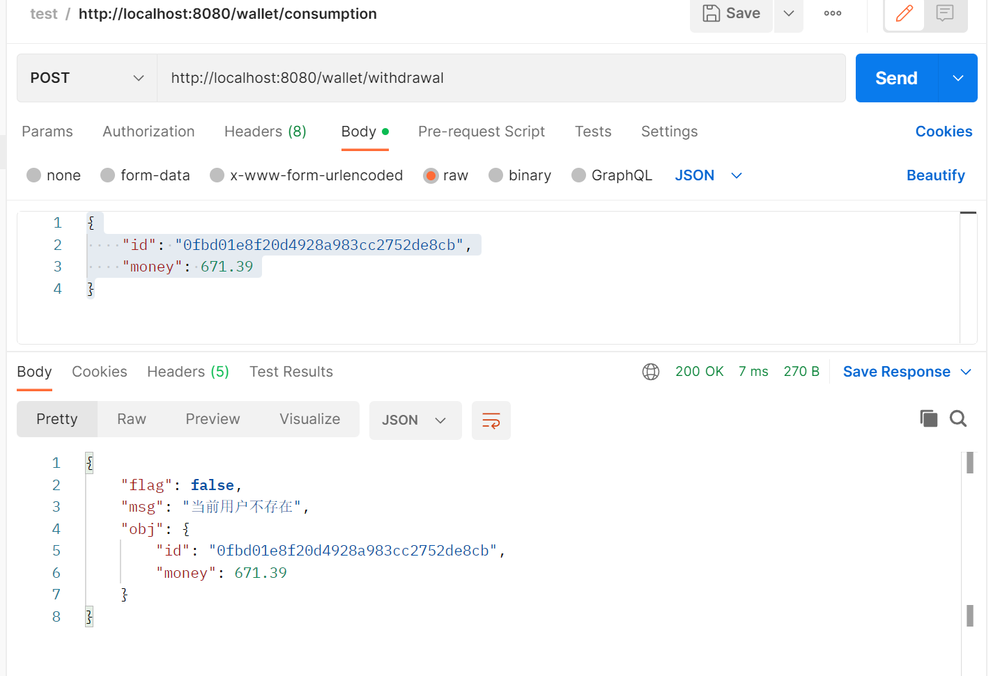 test / http://localhost:8080/wallet/consumption Save ooo
POST http://localhost:8080/wallet/withdrawal Send
Params Authorization Headers (8) Body Pre-request Script Tests Settings Cookies
none form-data x-www-form-urlencoded raw binary GraphQL JSON Beautify
1 {
2 "id": "0fbd01e8f20d4928a983cc2752de8cb",
3 "money": 671.39
4 }
Body Cookies Headers (5) Test Results 200 OK 7 ms 270 B Save Response
Pretty Raw Preview Visualize JSON
1 {
2 "flag": false,
3 "msg": "当前用户不存在",
4 "obj": {
5 "id": "0fbd01e8f20d4928a983cc2752de8cb",
6 "money": 671.39
7 }
8 }